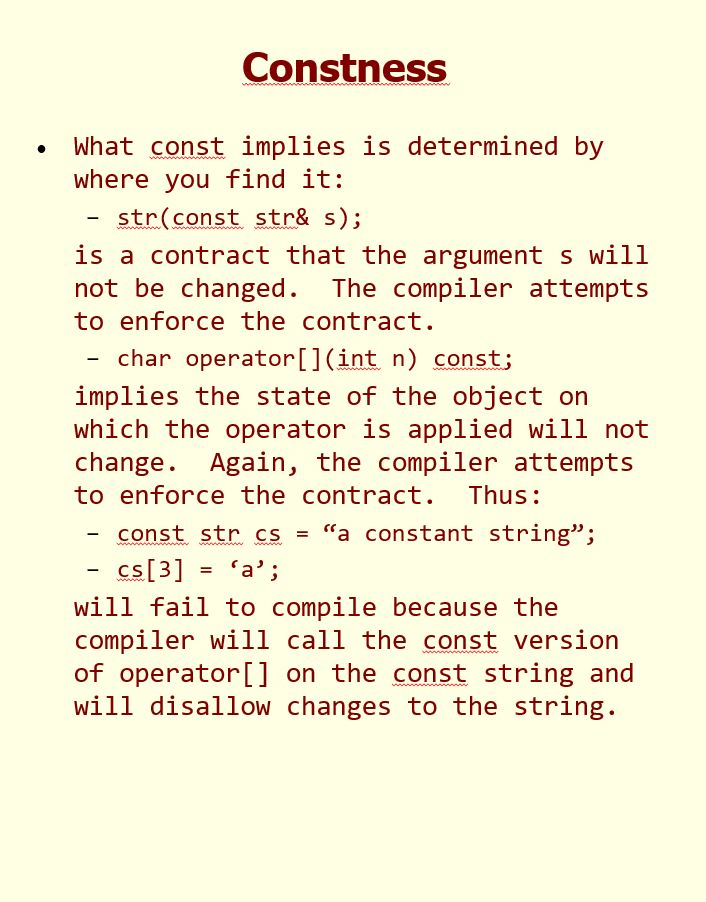 Constness
• What const implies is determined by
where you find it:
– str(const str& s);
is a contract that the argument s will
not be changed.  The compiler attempts
to enforce the contract.
– char operator[](int n) const;
implies the state of the object on
which the operator is applied will not
change.  Again, the compiler attempts
to enforce the contract.  Thus:
– const str cs = “a constant string”;
– cs[3] = ‘a’;
will fail to compile because the
compiler will call the const version
of operator[] on the const string and
will disallow changes to the string.